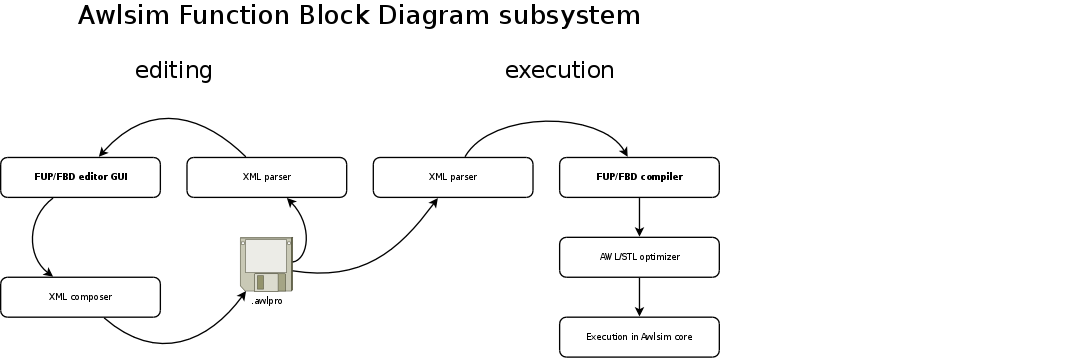 Awlsim Function Block Diagram subsystem
editing
execution
FUP/FBD editor GUI
XML parser
XML parser
FUP/FBD compiler
AWL/STL optimizer
XML composer
.awlpro
Execution in Awlsim core